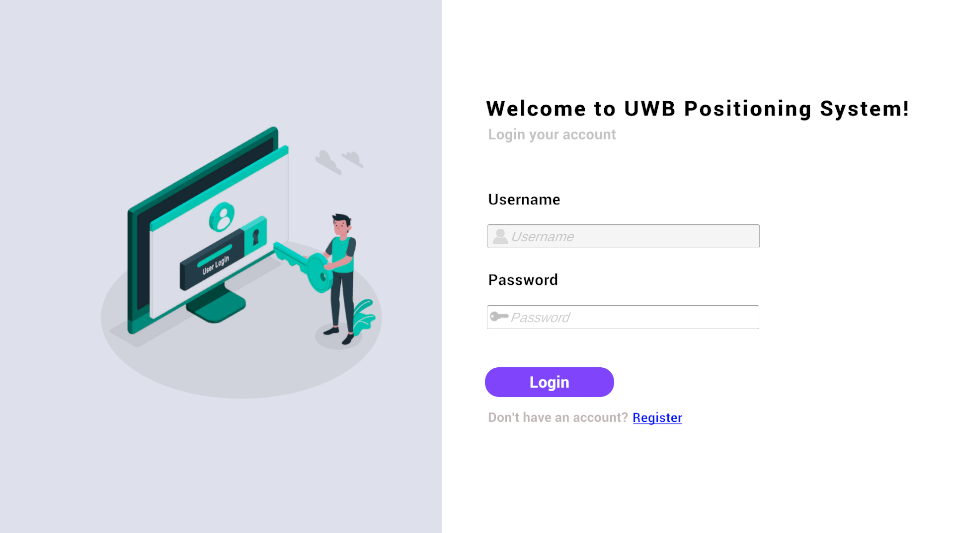 Welcome to UWB Positioning System!
Login your account
Username
Username
Password
Password
Login
Don't have an account? Register
User Login